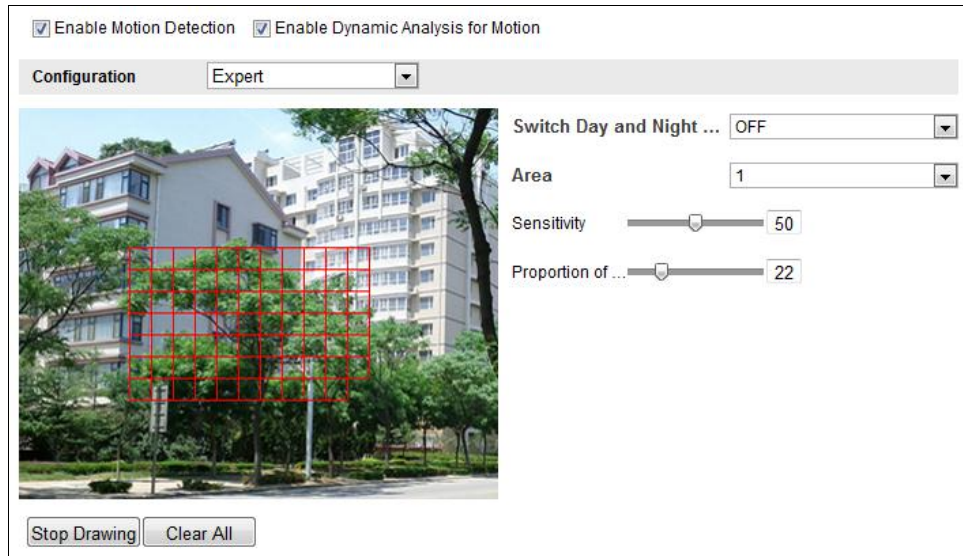 Enable Motion Detection Enable Dynamic Analysis for Motion
Configuration Expert
Switch Day and Night ... OFF
Area 1
Sensitivity 50
Proportion of ... 22
Stop Drawing Clear All